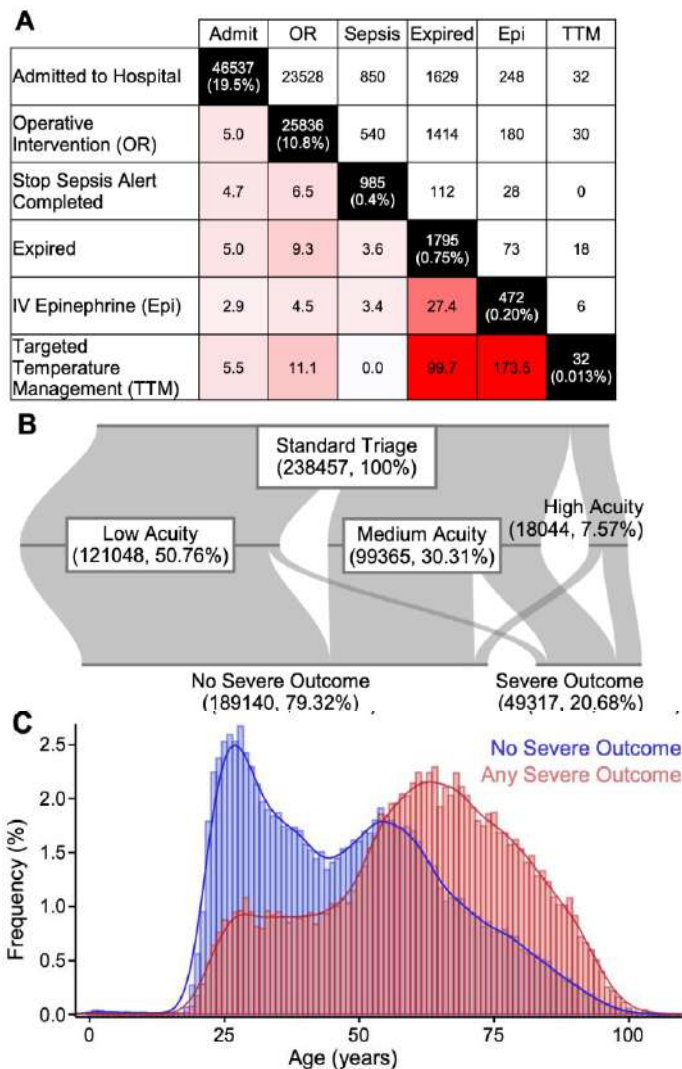 A
Admit OR Sepsis Expired Epi TTM
Admitted to Hospital 46537 (19.5%) 23528 850 1629 248 32
Operative Intervention (OR) 5.0 25836 (10.8%) 540 1414 180 30
Stop Sepsis Alert Completed 4.7 6.5 985 (0.4%) 112 28 0
Expired 5.0 9.3 3.6 1795 (0.75%) 73 18
IV Epinephrine (Epi) 2.9 4.5 3.4 27.4 472 (0.20%) 6
Targeted Temperature Management (TTM) 5.5 11.1 0.0 99.7 173.5 32 (0.013%)
B
Standard Triage
(238457, 100%)
Low Acuity
(121048, 50.76%)
Medium Acuity
(99365, 30.31%)
High Acuity
(18044, 7.57%)
No Severe Outcome
(189140, 79.32%)
Severe Outcome
(49317, 20.68%)
C
No Severe Outcome
Any Severe Outcome
Frequency (%)
2.5
2.0
1.5
1.0
0.5
0.0
0 25 50 75 100
Age (years)